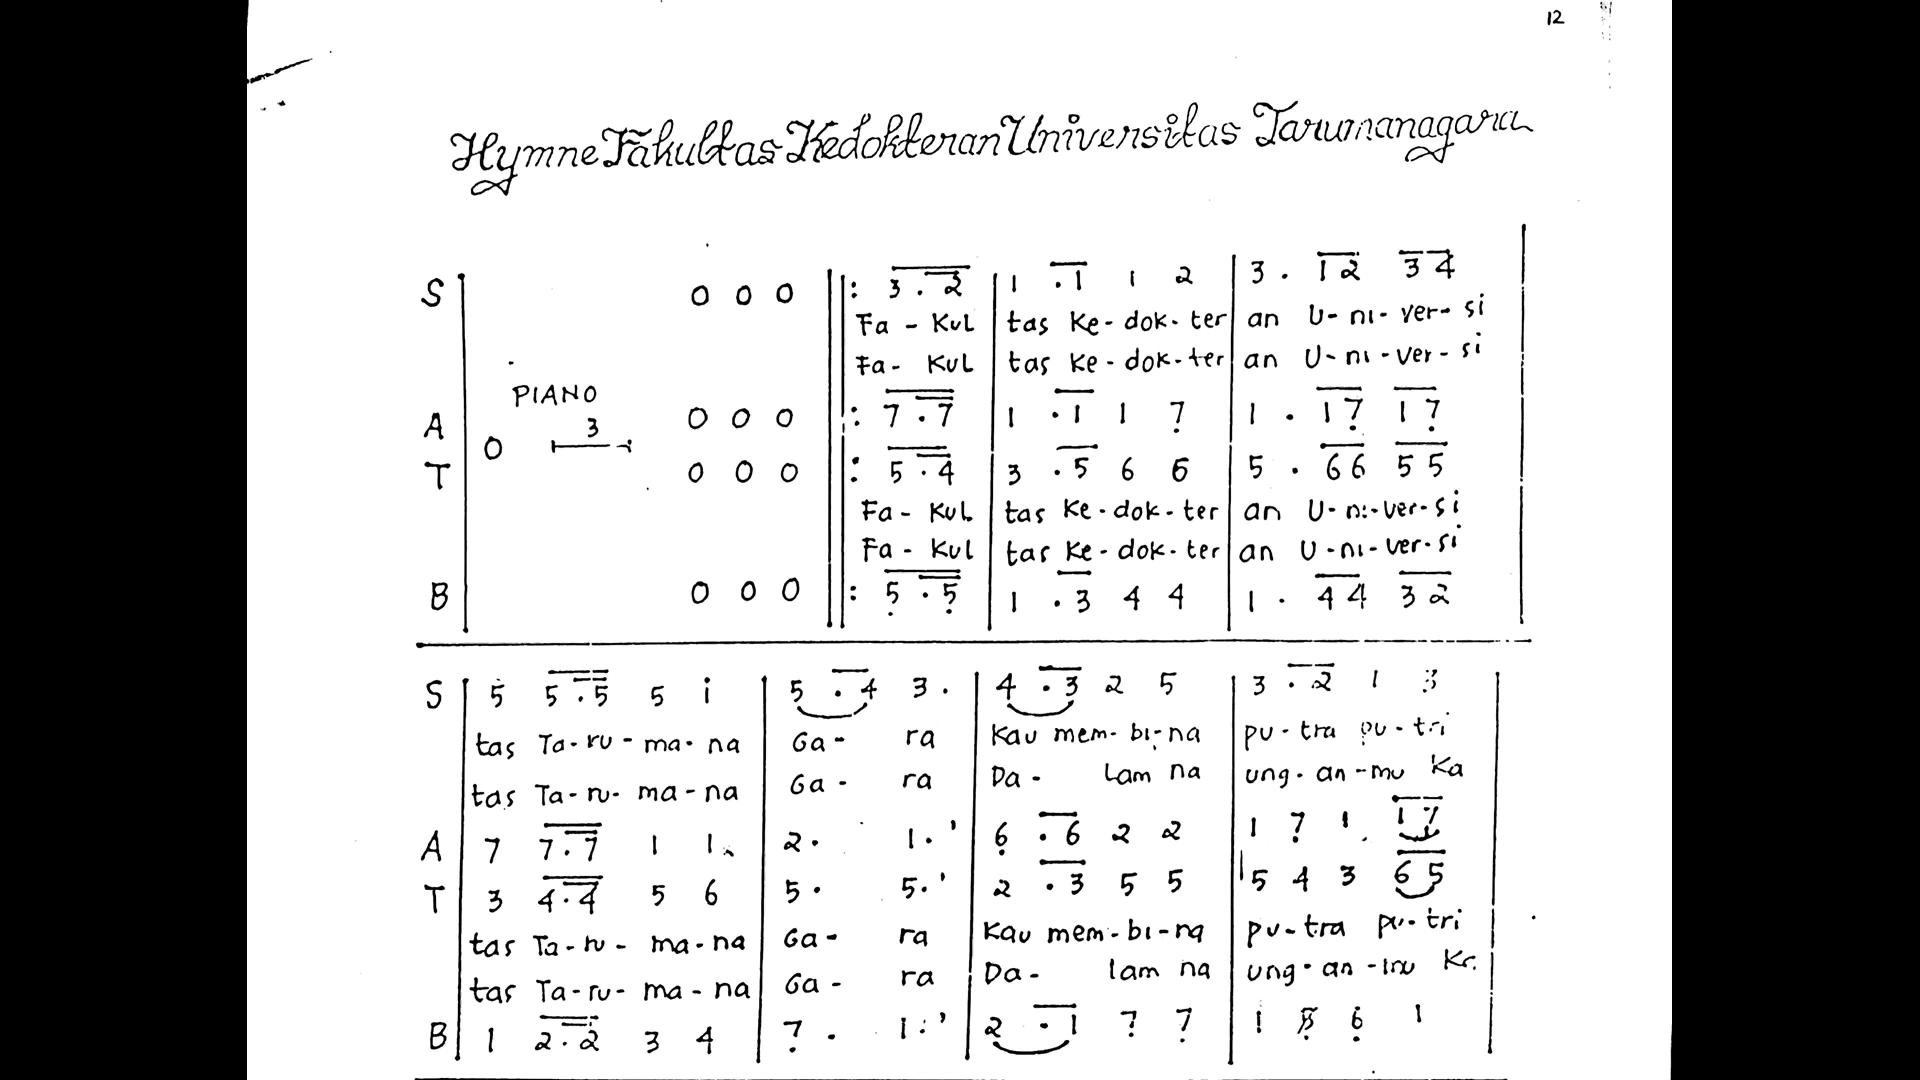 12
Hymne Fakultas Kedokteran Universitas Tarumanagara
S 0 0 0 : 3 . 2 | 1 . 1 1 2 | 3 . 1 2 3 4
Fa - Kul | tas Ke - dok - ter | an U - ni - ver - si
Fa - Kul | tas Ke - dok - ter | an U - ni - ver - si
PIANO
A 0 0 0 : 7 . 7 | 1 . 1 1 7 | 1 . 1 7 1 7
0 3
T 0 0 0 : 5 . 4 | 3 . 5 6 6 | 5 . 6 6 5 5
Fa - Kul | tas Ke - dok - ter | an U - ni - ver - si
Fa - Kul | tas Ke - dok - ter | an U - ni - ver - si
B 0 0 0 : 5 . 5 | 1 . 3 4 4 | 1 . 4 4 3 2
S | 5 5 . 5 5 i | 5 . 4 3 . | 4 . 3 2 5 | 3 . 2 1 3
tas Ta - ru - ma - na | Ga - ra | Kau mem - bi - na | pu - tra pu - tri
tas Ta - ru - ma - na | Ga - ra | Da - lam na | ung - an - mu Ka
A | 7 7 . 7 1 1 | 2 . 1 . ' | 6 . 6 2 2 | 1 7 1 1 7
T | 3 4 . 4 5 6 | 5 . 5 . ' | 2 . 3 5 5 | 5 4 3 6 5
tas Ta - ru - ma - na | Ga - ra | Kau mem - bi - na | pu - tra pu - tri
tas Ta - ru - ma - na | Ga - ra | Da - lam na | ung - an - mu
B | 1 2 . 2 3 4 | 7 . 1 . ' | 2 . 1 7 7 | 1 5 6 1